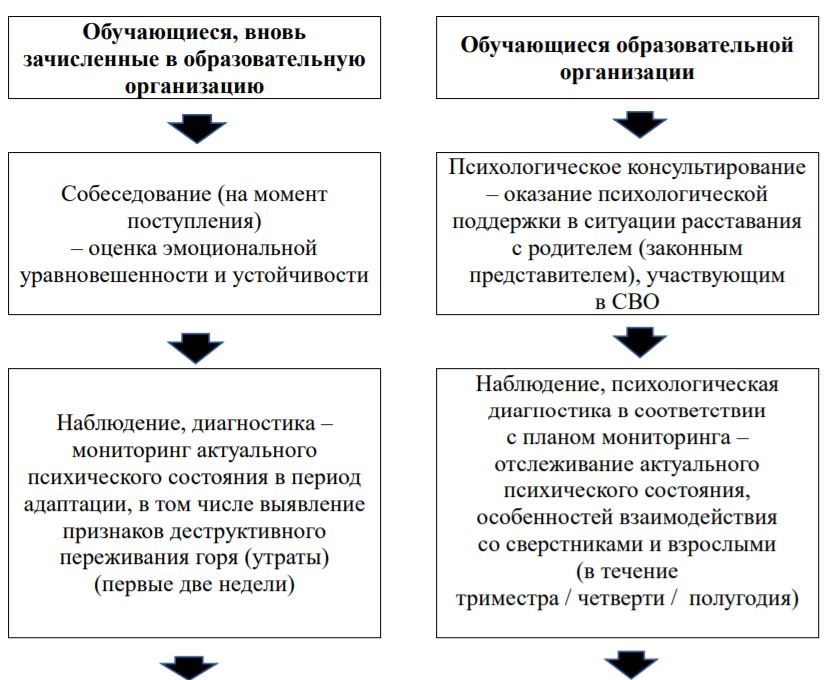 Обучающиеся, вновь
зачисленные в образовательную
организацию
Обучающиеся образовательной
организации
Собеседование (на момент
поступления)
– оценка эмоциональной
уравновешенности и устойчивости
Психологическое консультирование
– оказание психологической
поддержки в ситуации расставания
с родителем (законным
представителем), участвующим
в СВО
Наблюдение, диагностика –
мониторинг актуального
психического состояния в период
адаптации, в том числе выявление
признаков деструктивного
переживания горя (утраты)
(первые две недели)
Наблюдение, психологическая
диагностика в соответствии
с планом мониторинга –
отслеживание актуального
психического состояния,
особенностей взаимодействия
со сверстниками и взрослыми
(в течение
триместра / четверти / полугодия)